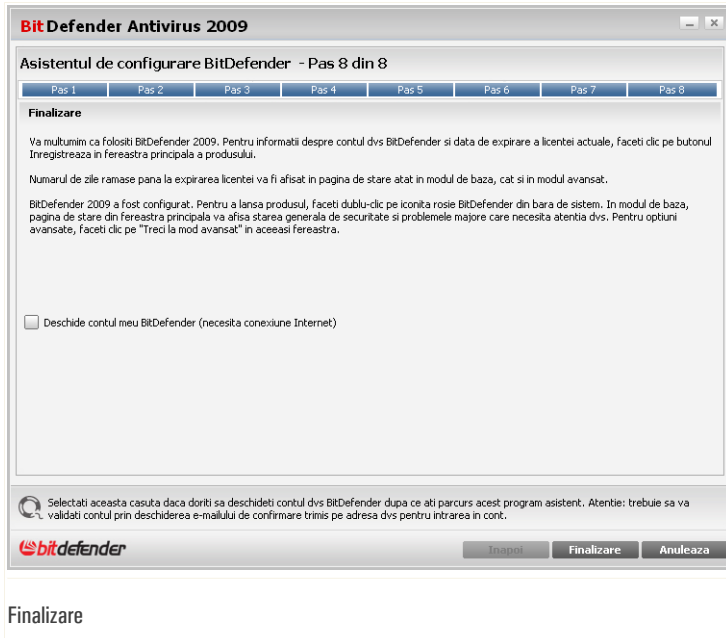 BitDefender Antivirus 2009
Asistentul de configurare BitDefender - Pas 8 din 8
Pas 1 Pas 2 Pas 3 Pas 4 Pas 5 Pas 6 Pas 7 Pas 8
Finalizare
Va multumim ca folositi BitDefender 2009. Pentru informatii despre contul dvs BitDefender si data de expirare a licentei actuale, faceti clic pe butonul
Inregistreaza in fereastra principala a produsului.
Numarul de zile ramase pana la expirarea licentei va fi afisat in pagina de stare atat in modul de baza, cat si in modul avansat.
BitDefender 2009 a fost configurat. Pentru a lansa produsul, faceti dublu-clic pe iconita rosie BitDefender din bara de sistem. In modul de baza,
pagina de stare din fereastra principala va afisa starea generala de securitate si problemele majore care necesita atentia dvs. Pentru optiuni
avansate, faceti clic pe "Treci la mod avansat" in aceeasi fereastra.
Deschide contul meu BitDefender (necesita conexiune Internet)
Selectati aceasta casuta daca doriti sa deschideti contul dvs BitDefender dupa ce ati parcurs acest program asistent. Atentie: trebuie sa va
validati contul prin deschiderea e-mailului de confirmare trimis pe adresa dvs pentru intrarea in cont.
bitdefender
Inapoi Finalizare Anuleaza
Finalizare